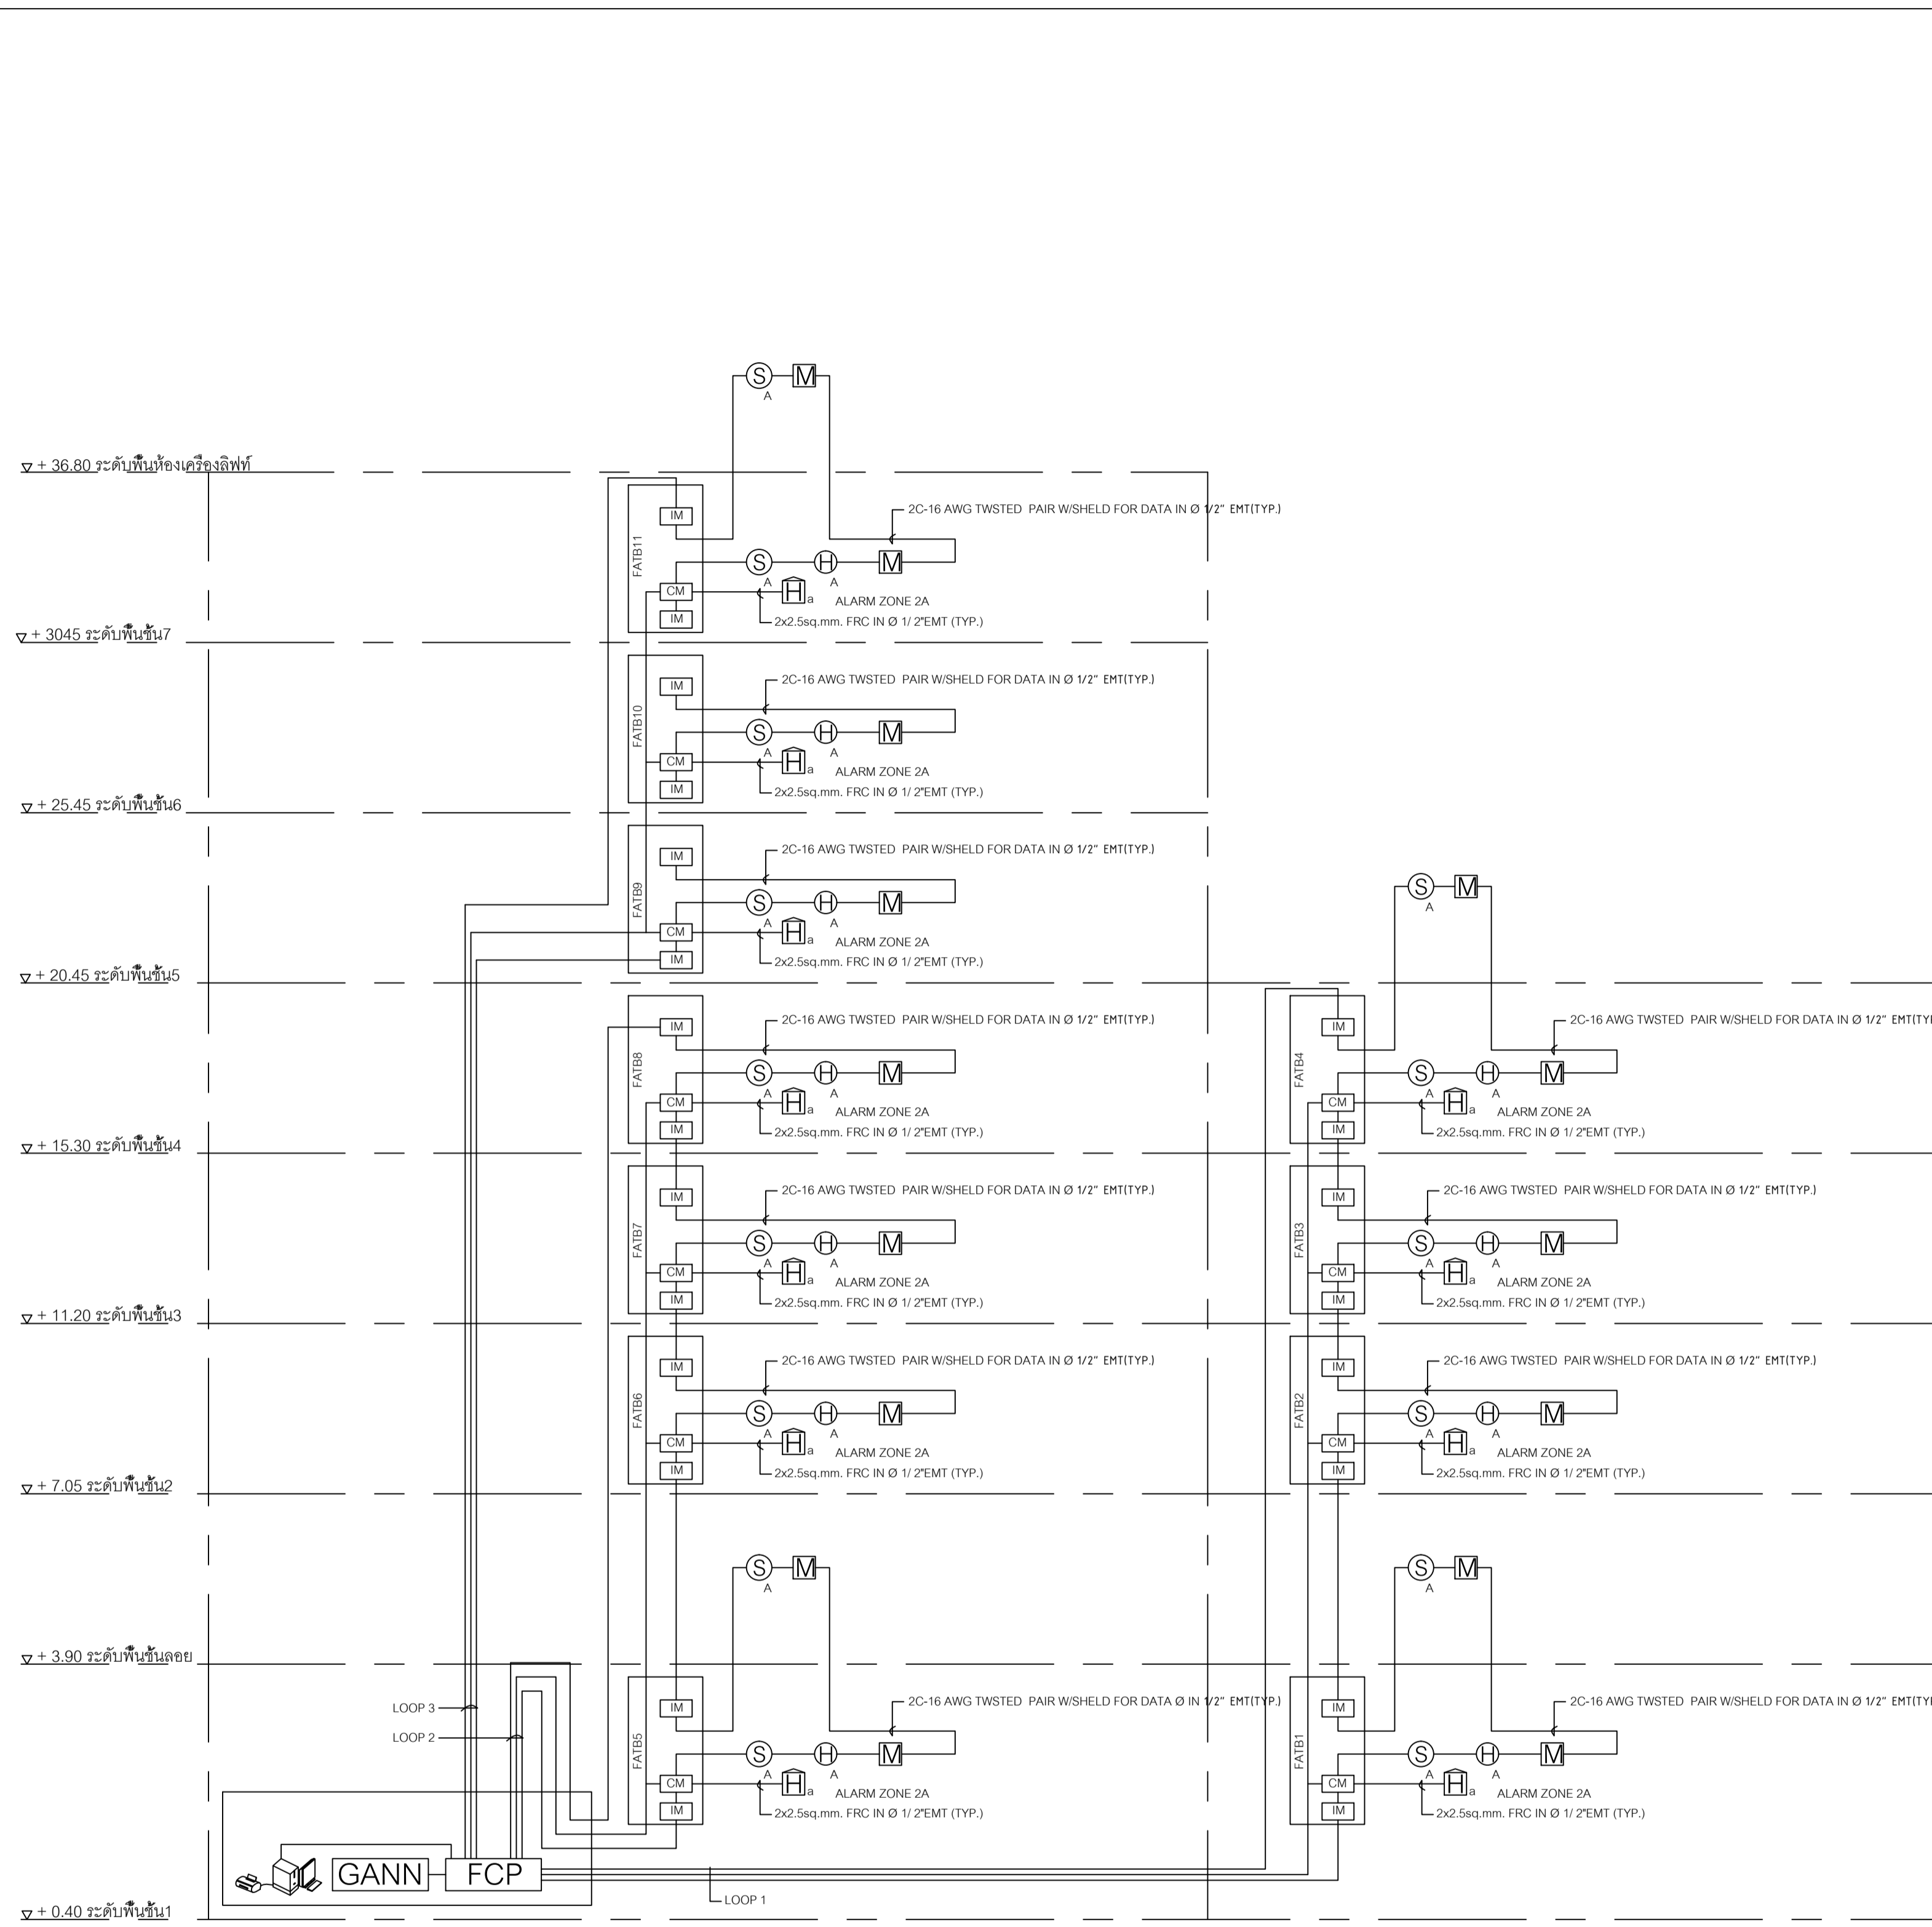 S
M
A
+ 36.80 ระดับพื้นห้องเครื่องลิฟท์
2C-16 AWG TWSTED PAIR W/SHELD FOR DATA IN Ø 1/2" EMT(TYP.)
IM
FATB11
S
H
M
A
A
CM
H
a
ALARM ZONE 2A
IM
2x2.5sq.mm. FRC IN Ø 1/ 2"EMT (TYP.)
+ 3045 ระดับพื้นชั้น7
2C-16 AWG TWSTED PAIR W/SHELD FOR DATA IN Ø 1/2" EMT(TYP.)
IM
FATB10
S
H
M
A
A
CM
H
a
ALARM ZONE 2A
IM
2x2.5sq.mm. FRC IN Ø 1/ 2"EMT (TYP.)
+ 25.45 ระดับพื้นชั้น6
2C-16 AWG TWSTED PAIR W/SHELD FOR DATA IN Ø 1/2" EMT(TYP.)
IM
FATB9
S
H
M
A
A
CM
H
a
ALARM ZONE 2A
IM
2x2.5sq.mm. FRC IN Ø 1/ 2"EMT (TYP.)
S
M
A
+ 20.45 ระดับพื้นชั้น5
2C-16 AWG TWSTED PAIR W/SHELD FOR DATA IN Ø 1/2" EMT(TYP.)
IM
FATB8
S
H
M
A
A
CM
H
a
ALARM ZONE 2A
IM
2x2.5sq.mm. FRC IN Ø 1/ 2"EMT (TYP.)
2C-16 AWG TWSTED PAIR W/SHELD FOR DATA IN Ø 1/2" EMT(TY
IM
FATB4
S
H
M
A
A
CM
H
a
ALARM ZONE 2A
IM
2x2.5sq.mm. FRC IN Ø 1/ 2"EMT (TYP.)
+ 15.30 ระดับพื้นชั้น4
2C-16 AWG TWSTED PAIR W/SHELD FOR DATA IN Ø 1/2" EMT(TYP.)
IM
FATB7
S
H
M
A
A
CM
H
a
ALARM ZONE 2A
IM
2x2.5sq.mm. FRC IN Ø 1/ 2"EMT (TYP.)
2C-16 AWG TWSTED PAIR W/SHELD FOR DATA IN Ø 1/2" EMT(TYP.)
IM
FATB3
S
H
M
A
A
CM
H
a
ALARM ZONE 2A
IM
2x2.5sq.mm. FRC IN Ø 1/ 2"EMT (TYP.)
+ 11.20 ระดับพื้นชั้น3
2C-16 AWG TWSTED PAIR W/SHELD FOR DATA IN Ø 1/2" EMT(TYP.)
IM
FATB6
S
H
M
A
A
CM
H
a
ALARM ZONE 2A
IM
2x2.5sq.mm. FRC IN Ø 1/ 2"EMT (TYP.)
2C-16 AWG TWSTED PAIR W/SHELD FOR DATA IN Ø 1/2" EMT(TYP.)
IM
FATB2
S
H
M
A
A
CM
H
a
ALARM ZONE 2A
IM
2x2.5sq.mm. FRC IN Ø 1/ 2"EMT (TYP.)
+ 7.05 ระดับพื้นชั้น2
S
M
A
S
M
A
+ 3.90 ระดับพื้นชั้นลอย
LOOP 3
LOOP 2
2C-16 AWG TWSTED PAIR W/SHELD FOR DATA Ø IN 1/2" EMT(TYP.)
IM
FATB5
S
H
M
A
A
CM
H
a
ALARM ZONE 2A
IM
2x2.5sq.mm. FRC IN Ø 1/ 2"EMT (TYP.)
2C-16 AWG TWSTED PAIR W/SHELD FOR DATA IN Ø 1/2" EMT(TY
IM
FATB1
S
H
M
A
A
CM
H
a
ALARM ZONE 2A
IM
2x2.5sq.mm. FRC IN Ø 1/ 2"EMT (TYP.)
GANN
FCP
LOOP 1
+ 0.40 ระดับพื้นชั้น1